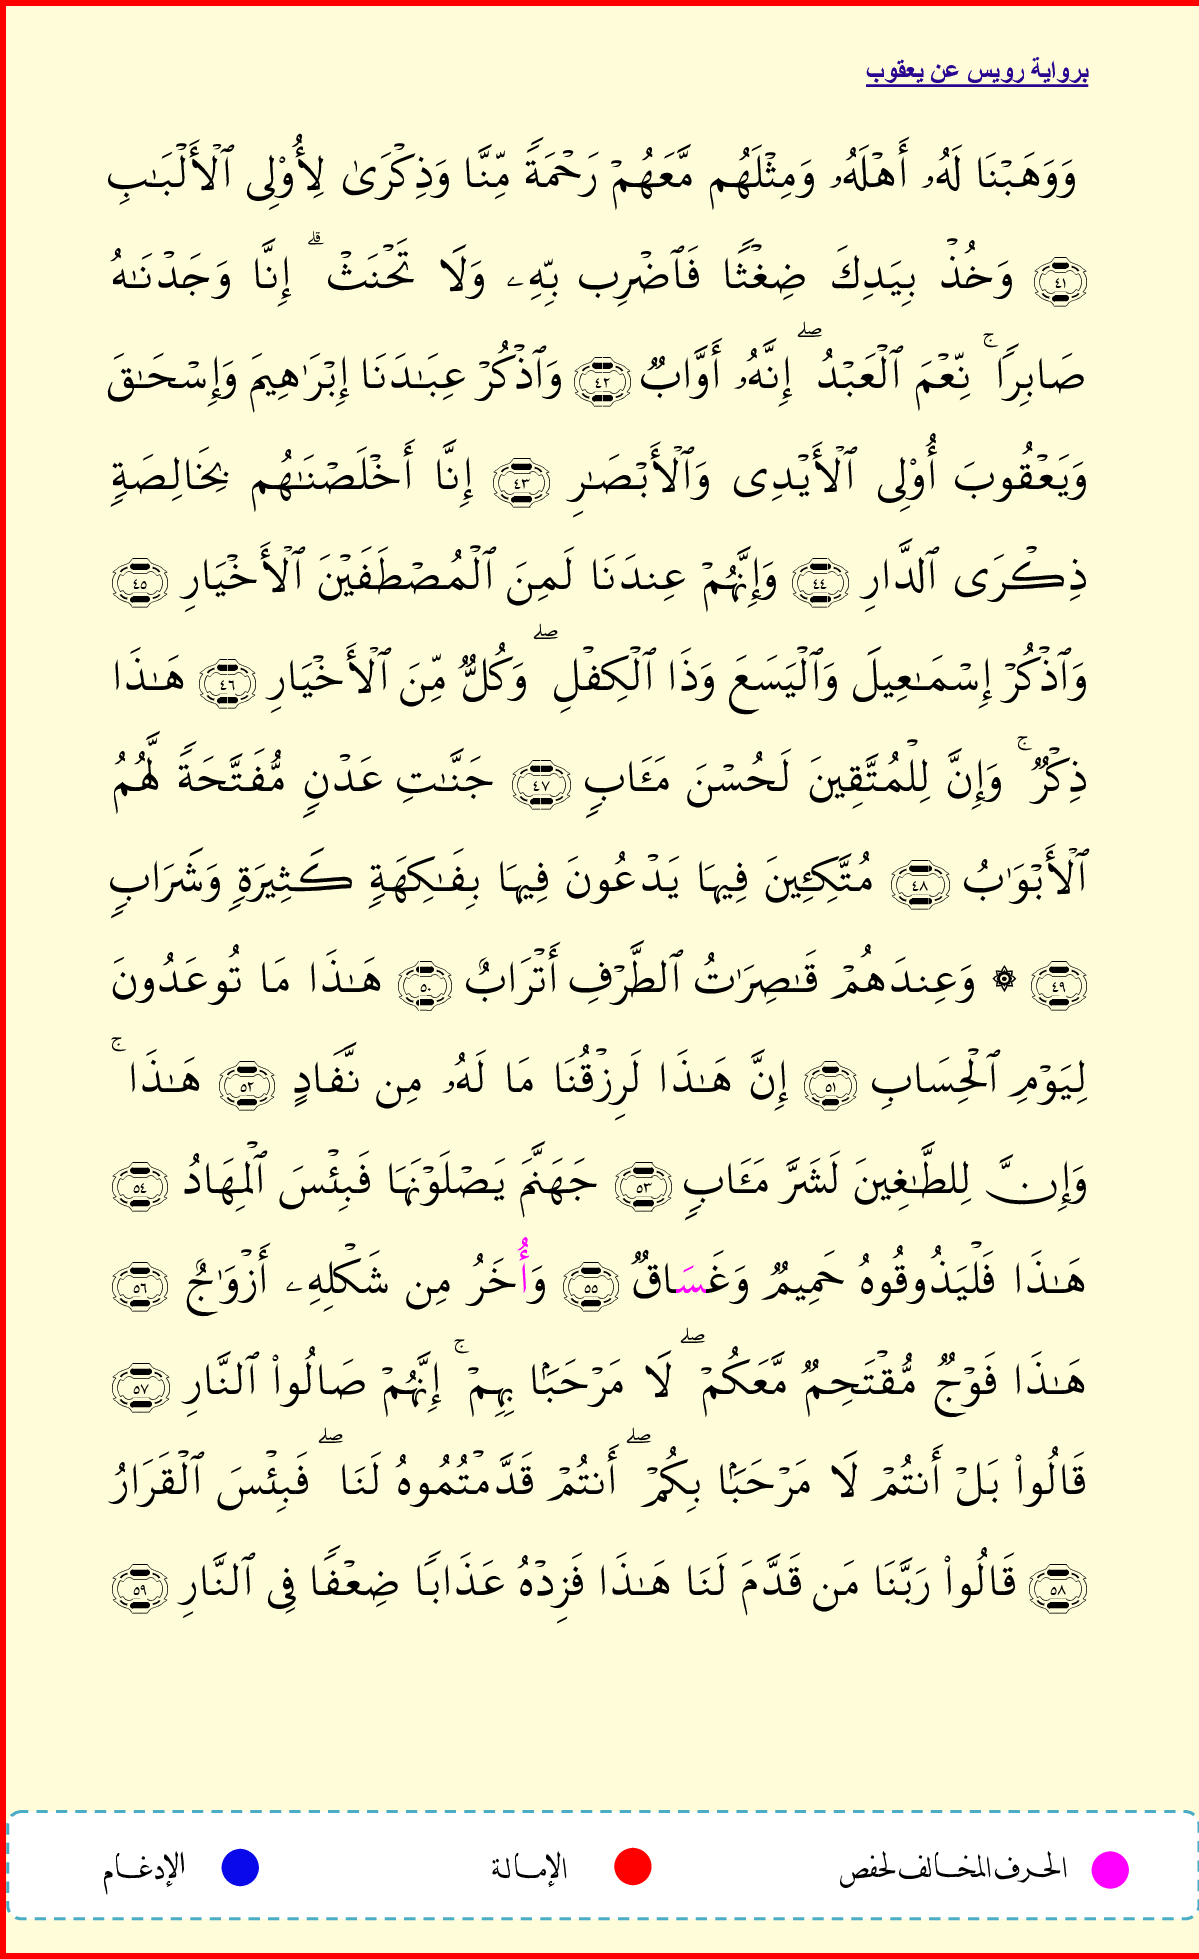 برواية رويس عن يعقوب
وَوَهَبْنَا لَهُۥ أَهْلَهُۥ وَمِثْلَهُم مَّعَهُمْ رَحْمَةً مِّنَّا وَذِكْرَىٰ لِأُوْلِى ٱلْأَلْبَٰبِ
٤١ وَخُذْ بِيَدِكَ ضِغْثًا فَٱضْرِب بِّهِۦ وَلَا تَحْنَثْ ۗ إِنَّا وَجَدْنَٰهُ
صَابِرًا ۚ نِّعْمَ ٱلْعَبْدُ ۖ إِنَّهُۥ أَوَّابٌ ٤٢ وَٱذْكُرْ عِبَٰدَنَا إِبْرَٰهِيمَ وَإِسْحَٰقَ
وَيَعْقُوبَ أُوْلِى ٱلْأَيْدِى وَٱلْأَبْصَٰرِ ٤٣ إِنَّا أَخْلَصْنَٰهُم بِخَالِصَةٍ
ذِكْرَى ٱلدَّارِ ٤٤ وَإِنَّهُمْ عِندَنَا لَمِنَ ٱلْمُصْطَفَيْنَ ٱلْأَخْيَارِ ٤٥
وَٱذْكُرْ إِسْمَٰعِيلَ وَٱلْيَسَعَ وَذَا ٱلْكِفْلِ ۖ وَكُلٌّ مِّنَ ٱلْأَخْيَارِ ٤٦ هَٰذَا
ذِكْرٌ ۚ وَإِنَّ لِلْمُتَّقِينَ لَحُسْنَ مَـَٔابٍ ٤٧ جَنَّٰتِ عَدْنٍ مُّفَتَّحَةً لَّهُمُ
ٱلْأَبْوَٰبُ ٤٨ مُتَّكِـِٔينَ فِيهَا يَدْعُونَ فِيهَا بِفَٰكِهَةٍ كَثِيرَةٍ وَشَرَابٍ
٤٩ ۞ وَعِندَهُمْ قَٰصِرَٰتُ ٱلطَّرْفِ أَتْرَابٌ ٥٠ هَٰذَا مَا تُوعَدُونَ
لِيَوْمِ ٱلْحِسَابِ ٥١ إِنَّ هَٰذَا لَرِزْقُنَا مَا لَهُۥ مِن نَّفَادٍ ٥٢ هَٰذَا ۚ
وَإِنَّ لِلطَّٰغِينَ لَشَرَّ مَـَٔابٍ ٥٣ جَهَنَّمَ يَصْلَوْنَهَا فَبِئْسَ ٱلْمِهَادُ ٥٤
هَٰذَا فَلْيَذُوقُوهُ حَمِيمٌ وَغَسَاقٌ ٥٥ وَأُخَرُ مِن شَكْلِهِۦ أَزْوَٰجٌ ٥٦
هَٰذَا فَوْجٌ مُّقْتَحِمٌ مَّعَكُمْ ۖ لَا مَرْحَبًۢا بِهِمْ ۚ إِنَّهُمْ صَالُوا۟ ٱلنَّارِ ٥٧
قَالُوا۟ بَلْ أَنتُمْ لَا مَرْحَبًۢا بِكُمْ ۖ أَنتُمْ قَدَّمْتُمُوهُ لَنَا ۖ فَبِئْسَ ٱلْقَرَارُ
٥٨ قَالُوا۟ رَبَّنَا مَن قَدَّمَ لَنَا هَٰذَا فَزِدْهُ عَذَابًا ضِعْفًا فِى ٱلنَّارِ ٥٩
الحرف المخالف لحفص الإمالة الإدغام